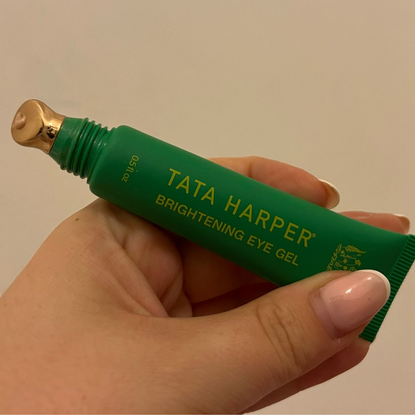 0.5 fl. oz
TATA HARPER®
BRIGHTENING EYE GEL